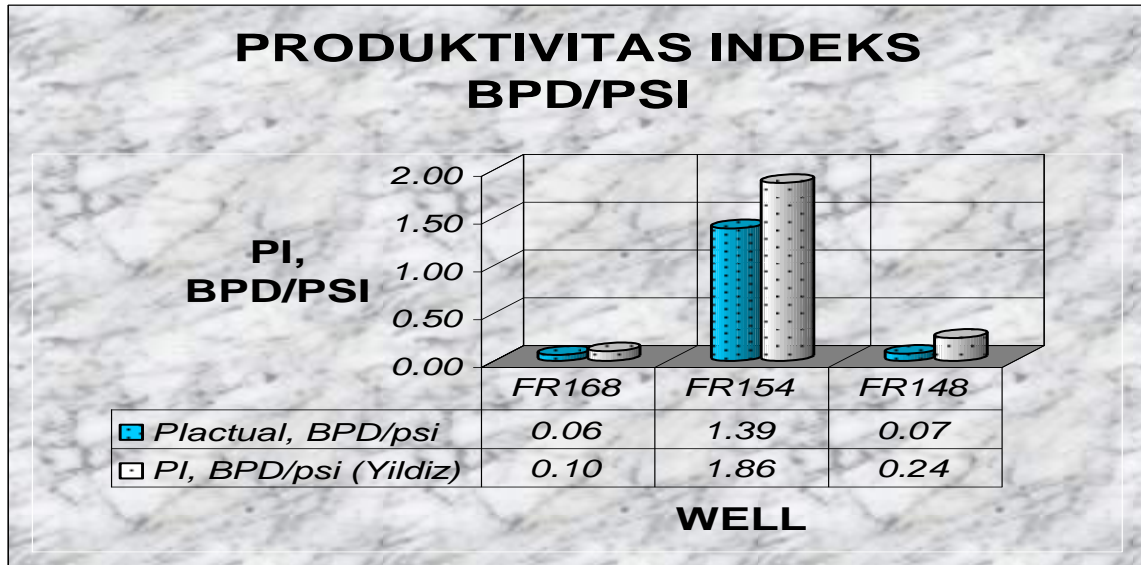 PRODUKTIVITAS INDEKS
BPD/PSI
PI,
BPD/PSI
2.00
1.50
1.00
0.50
0.00
FR168 FR154 FR148
PIactual, BPD/psi 0.06 1.39 0.07
PI, BPD/psi (Yildiz) 0.10 1.86 0.24
WELL